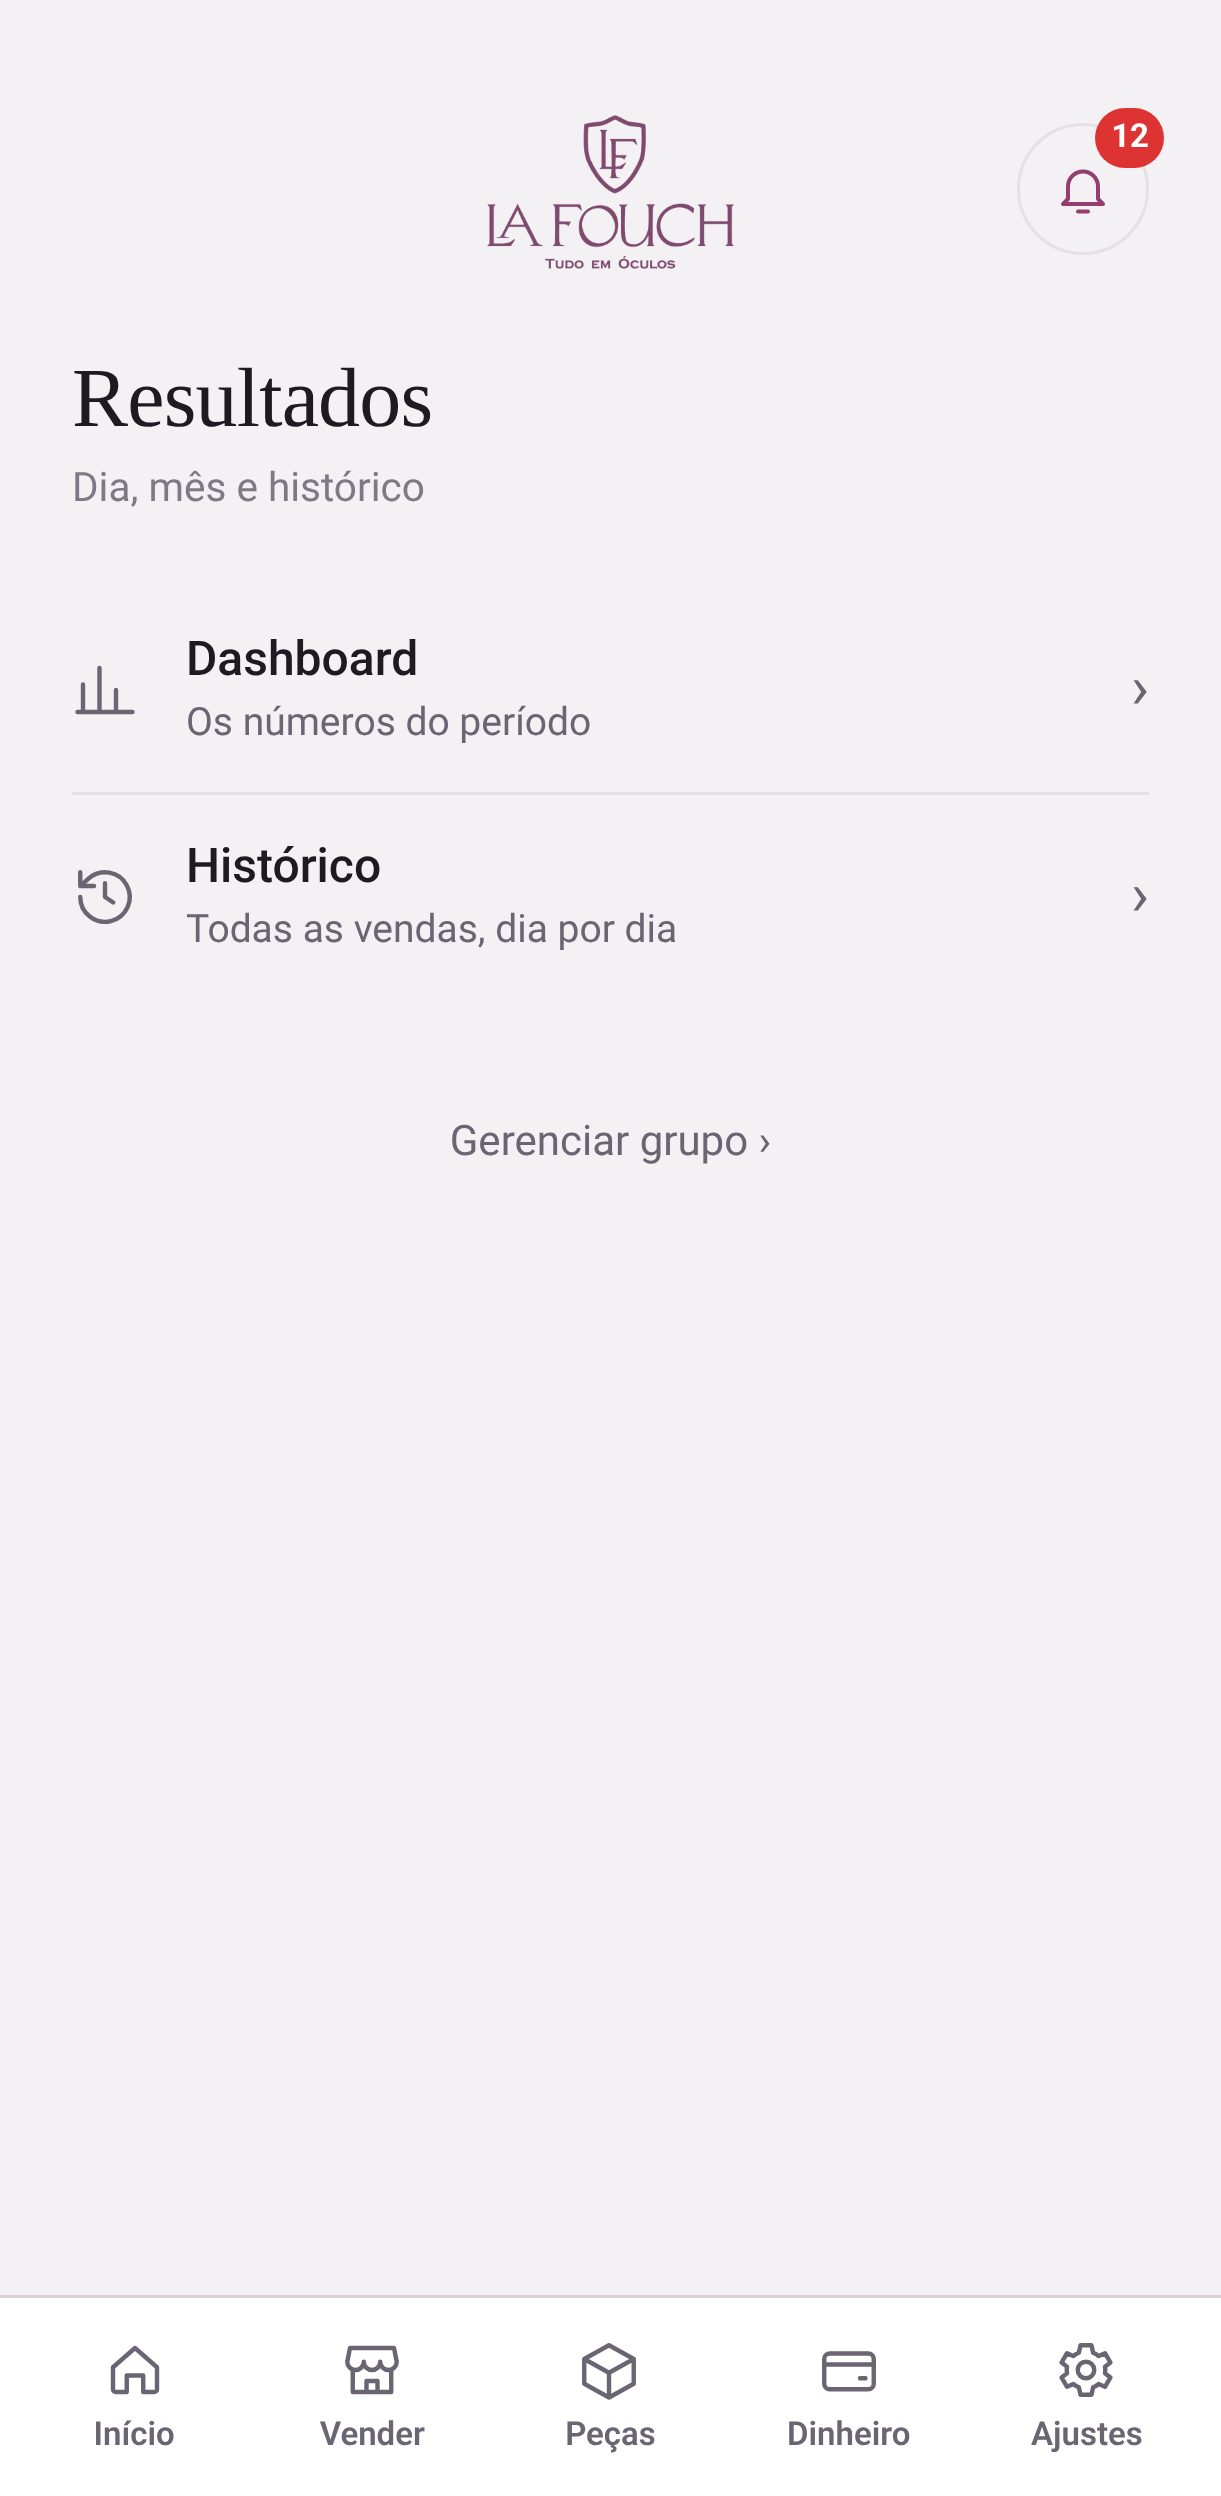 12
LF
LA FOUCH
TUDO EM ÓCULOS
Resultados
Dia, mês e histórico
Dashboard
Os números do período
›
Histórico
Todas as vendas, dia por dia
›
Gerenciar grupo ›
Início Vender Peças Dinheiro Ajustes